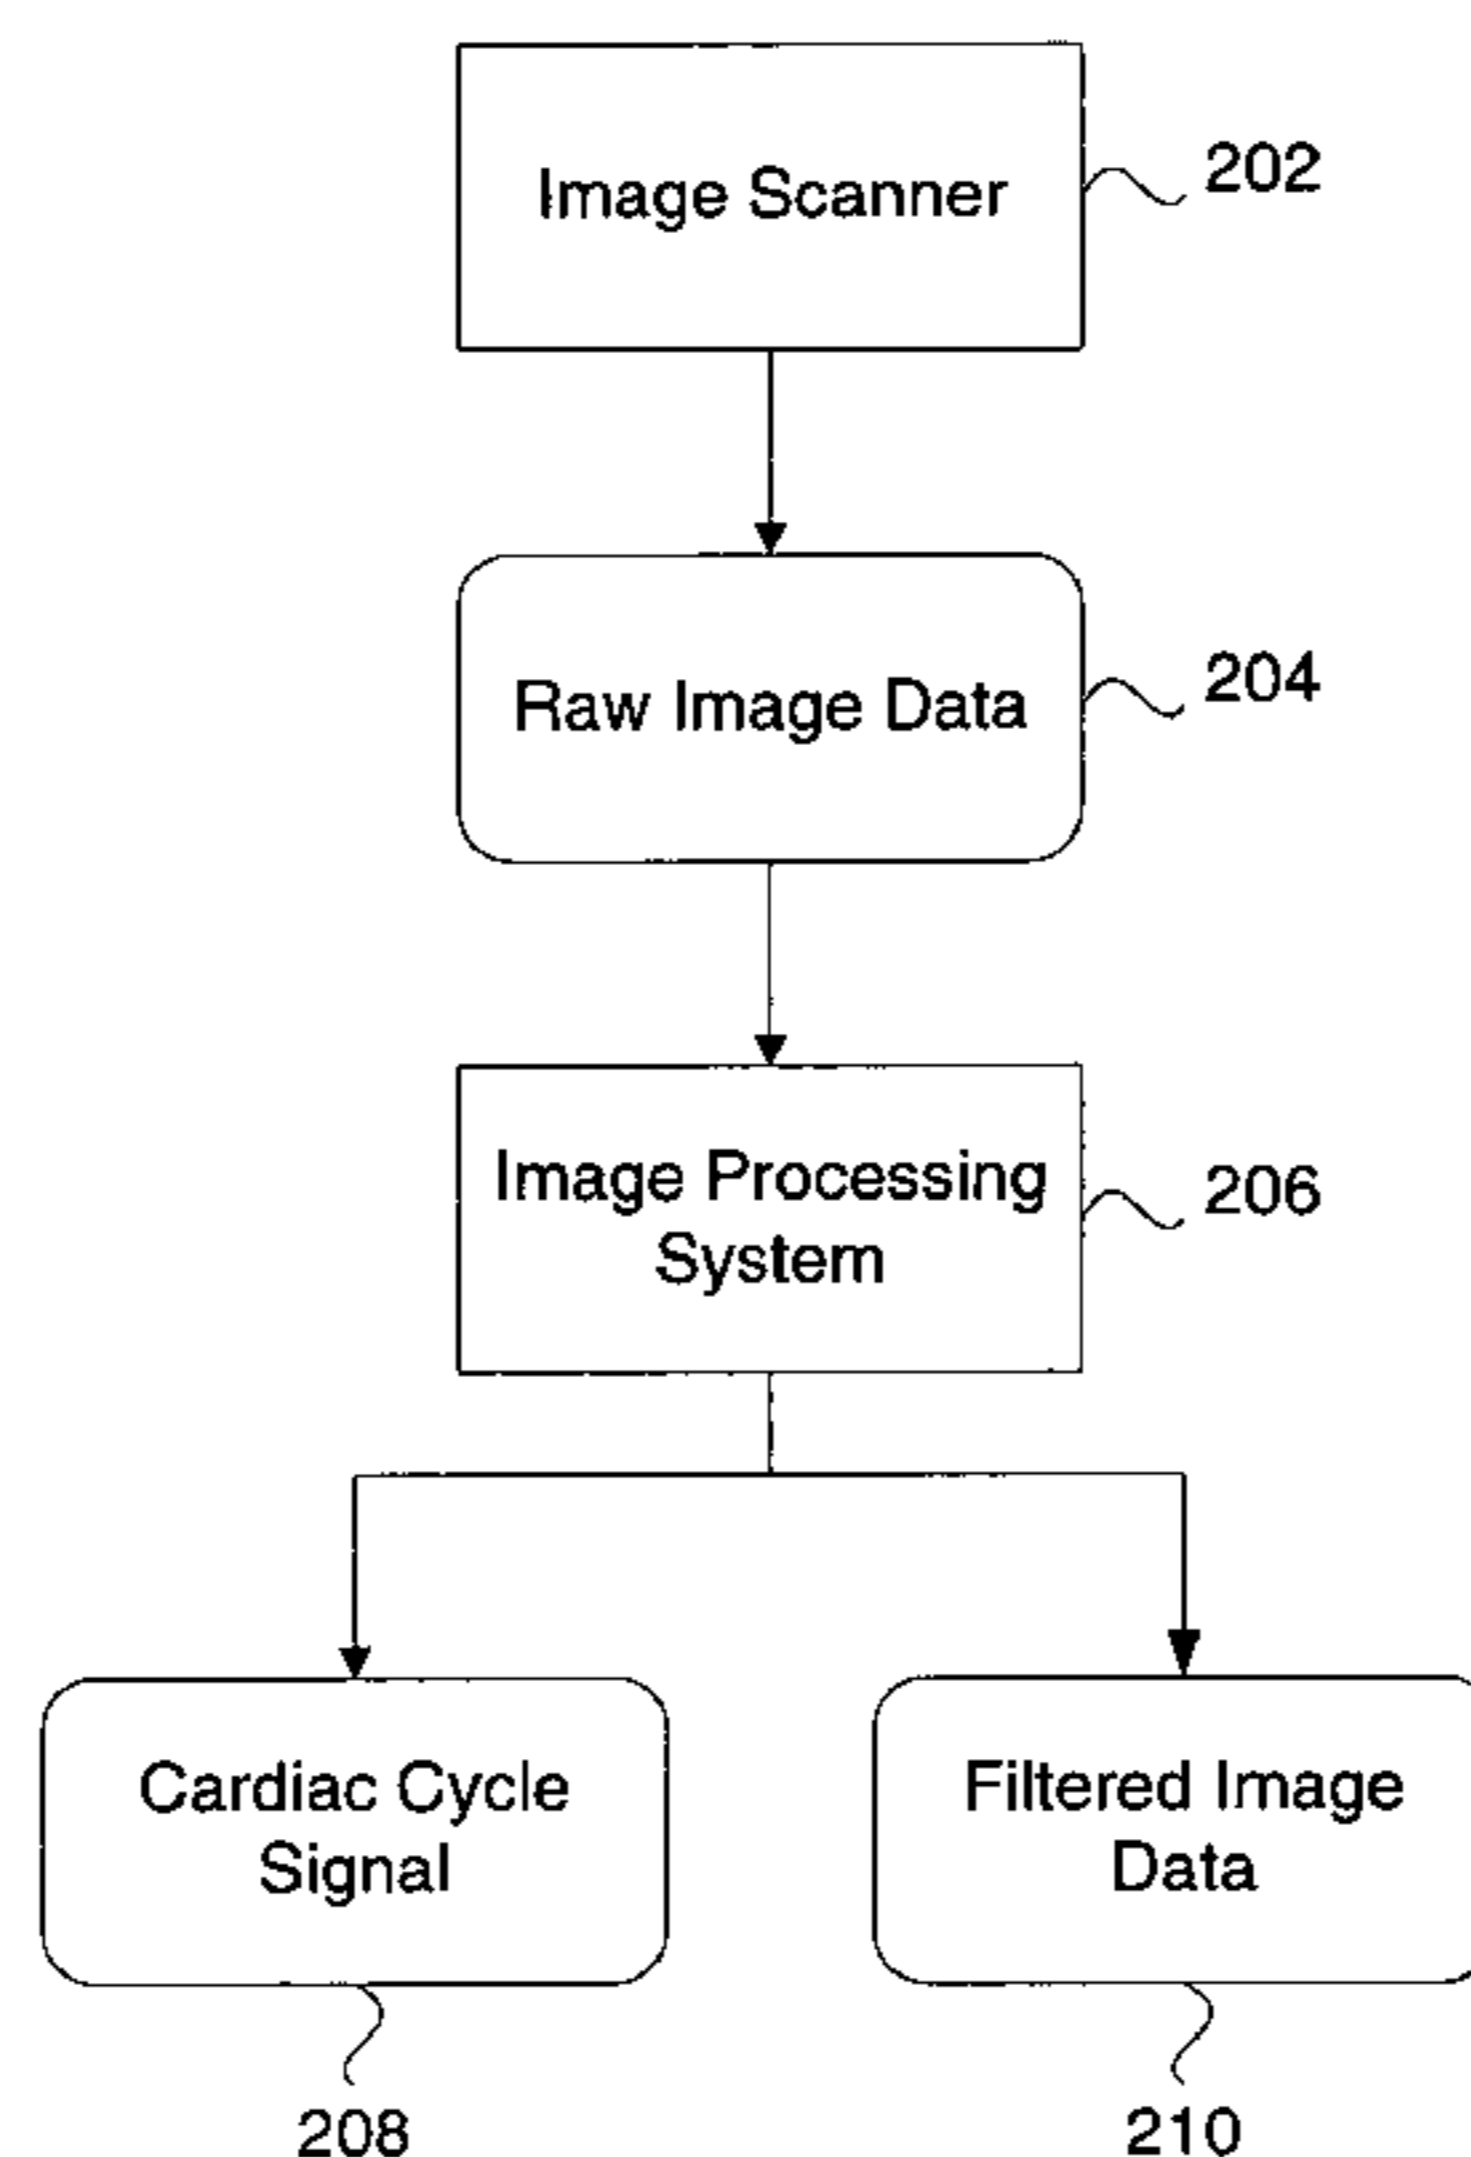 Image Scanner
202
Raw Image Data
204
Image Processing
System
206
Cardiac Cycle
Signal
Filtered Image
Data
208
210